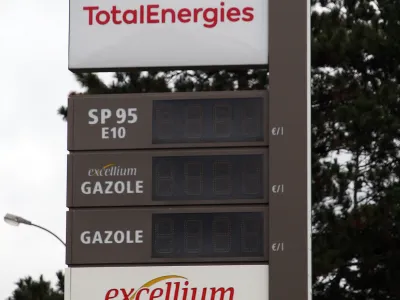 TotalEnergies
SP 95
E10
€/l
excellium
GAZOLE
€/l
GAZOLE
€/l
excellium